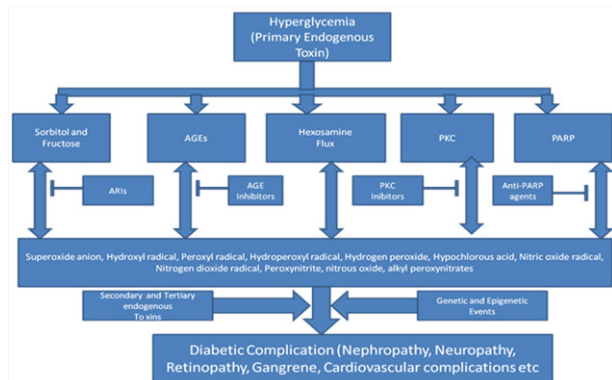 Hyperglycemia
(Primary Endogenous
Toxin)
Sorbitol and
Fructose
AGEs
Hexosamine
Flux
PKC
PARP
ARIs
AGE
Inhibitors
PKC
Inibitors
Anti-PARP
agents
Superoxide anion, Hydroxyl radical, Peroxyl radical, Hydroperoxyl radical, Hydrogen peroxide, Hypochlorous acid, Nitric oxide radical,
Nitrogen dioxide radical, Peroxynitrite, nitrous oxide, alkyl peroxynitrates
Secondary and Tertiary
endogenous
To xins
Genetic and Epigenetic
Events
Diabetic Complication (Nephropathy, Neuropathy,
Retinopathy, Gangrene, Cardiovascular complications etc